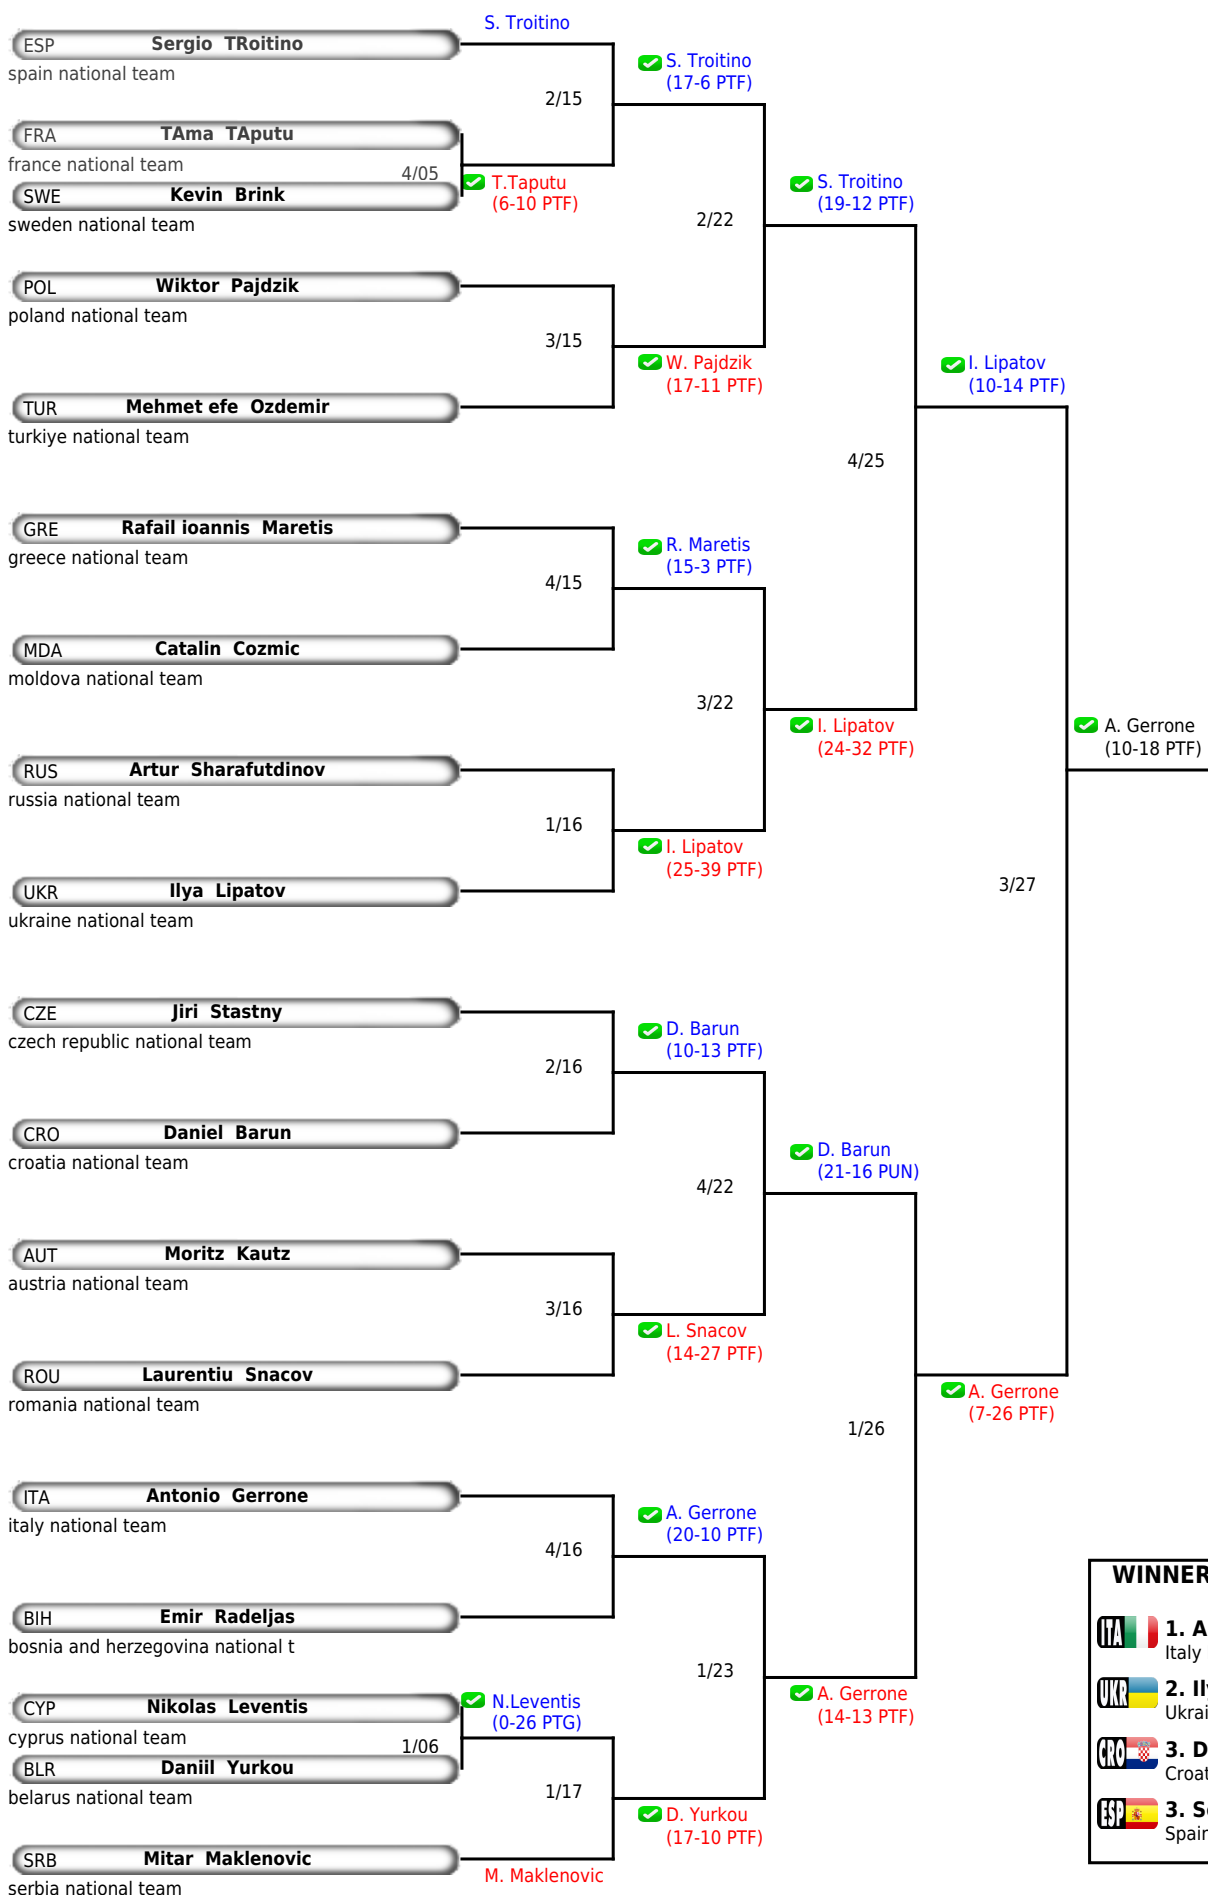 S. Troitino
ESP Sergio TRoitino
spain national team
S. Troitino
(17-6 PTF)
2/15
FRA TAma TAputu
france national team
4/05
T.Taputu
(6-10 PTF)
SWE Kevin Brink
sweden national team
S. Troitino
(19-12 PTF)
2/22
POL Wiktor Pajdzik
poland national team
3/15
W. Pajdzik
(17-11 PTF)
I. Lipatov
(10-14 PTF)
TUR Mehmet efe Ozdemir
turkiye national team
4/25
GRE Rafail ioannis Maretis
greece national team
R. Maretis
(15-3 PTF)
4/15
MDA Catalin Cozmic
moldova national team
3/22
I. Lipatov
(24-32 PTF)
A. Gerrone
(10-18 PTF)
RUS Artur Sharafutdinov
russia national team
1/16
I. Lipatov
(25-39 PTF)
3/27
UKR Ilya Lipatov
ukraine national team
CZE Jiri Stastny
czech republic national team
D. Barun
(10-13 PTF)
2/16
CRO Daniel Barun
croatia national team
D. Barun
(21-16 PUN)
4/22
AUT Moritz Kautz
austria national team
3/16
L. Snacov
(14-27 PTF)
ROU Laurentiu Snacov
romania national team
A. Gerrone
(7-26 PTF)
1/26
ITA Antonio Gerrone
italy national team
A. Gerrone
(20-10 PTF)
4/16
BIH Emir Radeljas
bosnia and herzegovina national t
1/23
A. Gerrone
(14-13 PTF)
CYP Nikolas Leventis
cyprus national team
N.Leventis
(0-26 PTG)
1/06
BLR Daniil Yurkou
belarus national team
1/17
D. Yurkou
(17-10 PTF)
SRB Mitar Maklenovic
serbia national team
M. Maklenovic
WINNER
ITA 1. A
Italy
UKR 2. Ily
Ukrai
CRO 3. D
Croat
ESP 3. Se
Spain